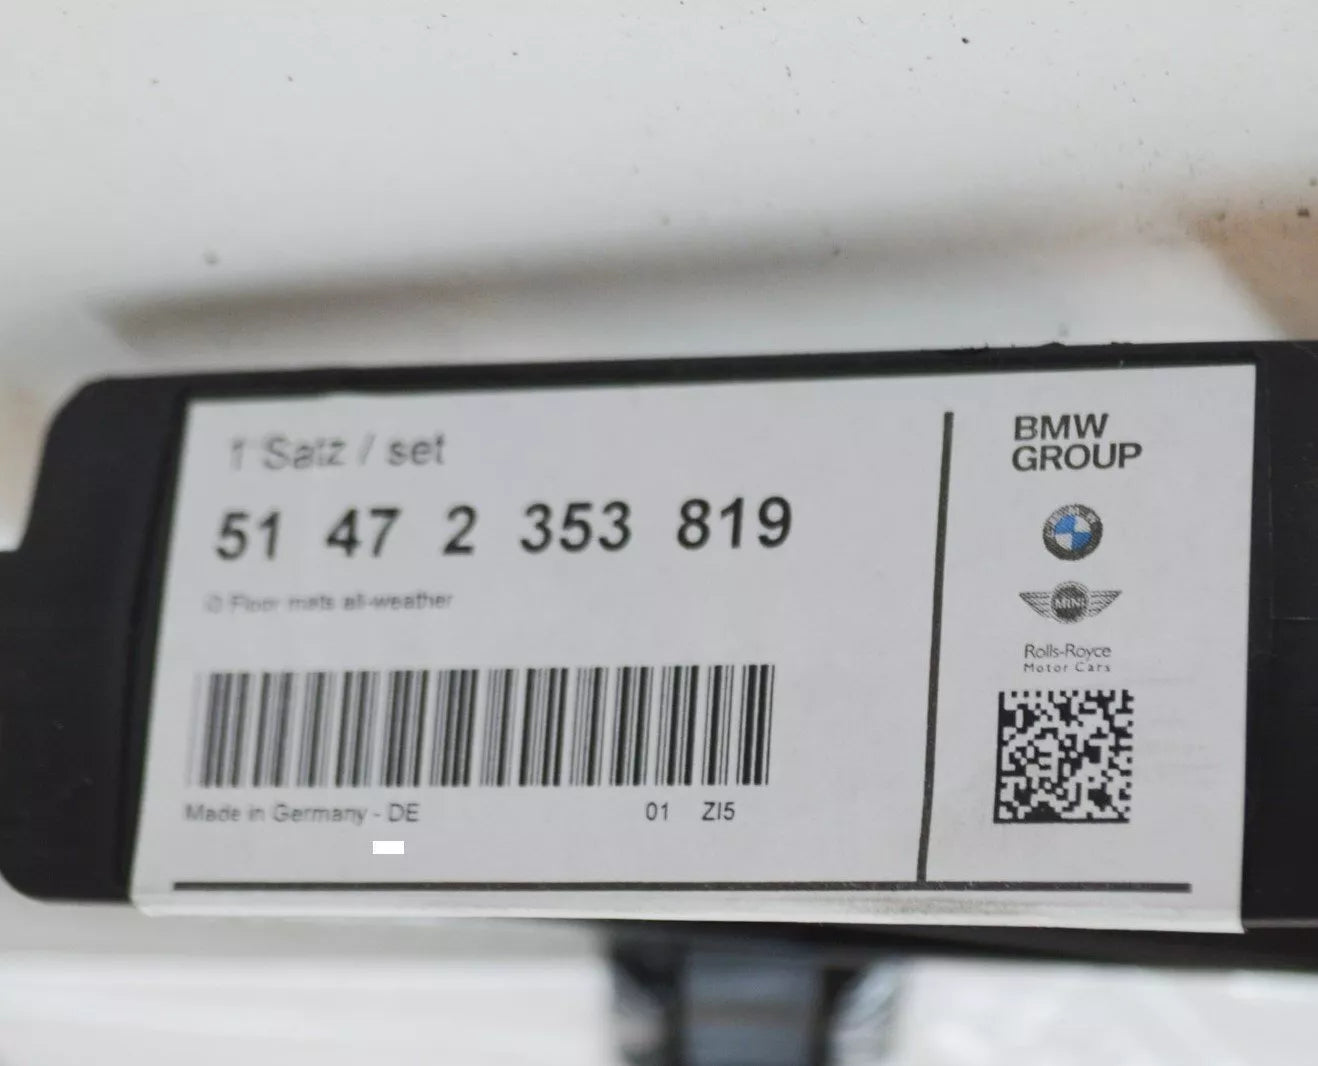 1 Satz / set
51 47 2 353 819
Floor mats all-weather
Made in Germany - DE
01 ZI5
BMW
GROUP
MINI
Rolls-Royce
Motor Cars